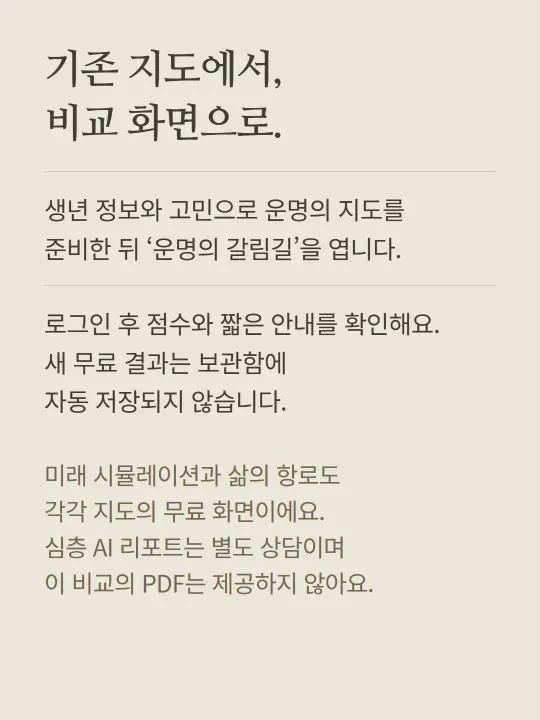 기존 지도에서,
비교 화면으로.
생년 정보와 고민으로 운명의 지도를
준비한 뒤 ‘운명의 갈림길’을 엽니다.
로그인 후 점수와 짧은 안내를 확인해요.
새 무료 결과는 보관함에
자동 저장되지 않습니다.
미래 시뮬레이션과 삶의 항로도
각각 지도의 무료 화면이에요.
심층 AI 리포트는 별도 상담이며
이 비교의 PDF는 제공하지 않아요.